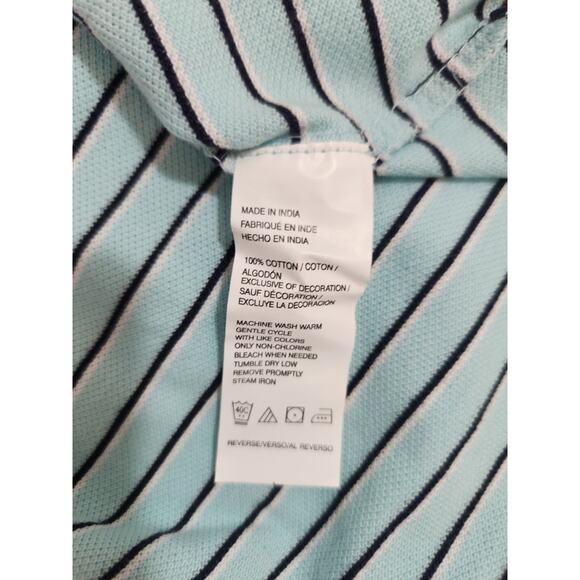 MADE IN INDIA
FABRIQUÉ EN INDE
HECHO EN INDIA
100% COTTON / COTON /
ALGODÓN
EXCLUSIVE OF DECORATION /
SAUF DÉCORATION /
EXCLUYE LA DECORACIÓN
MACHINE WASH WARM
GENTLE CYCLE
WITH LIKE COLORS
ONLY NON-CHLORINE
BLEACH WHEN NEEDED
TUMBLE DRY LOW
REMOVE PROMPTLY
STEAM IRON
40C
REVERSE/VERSO/AL REVERSO